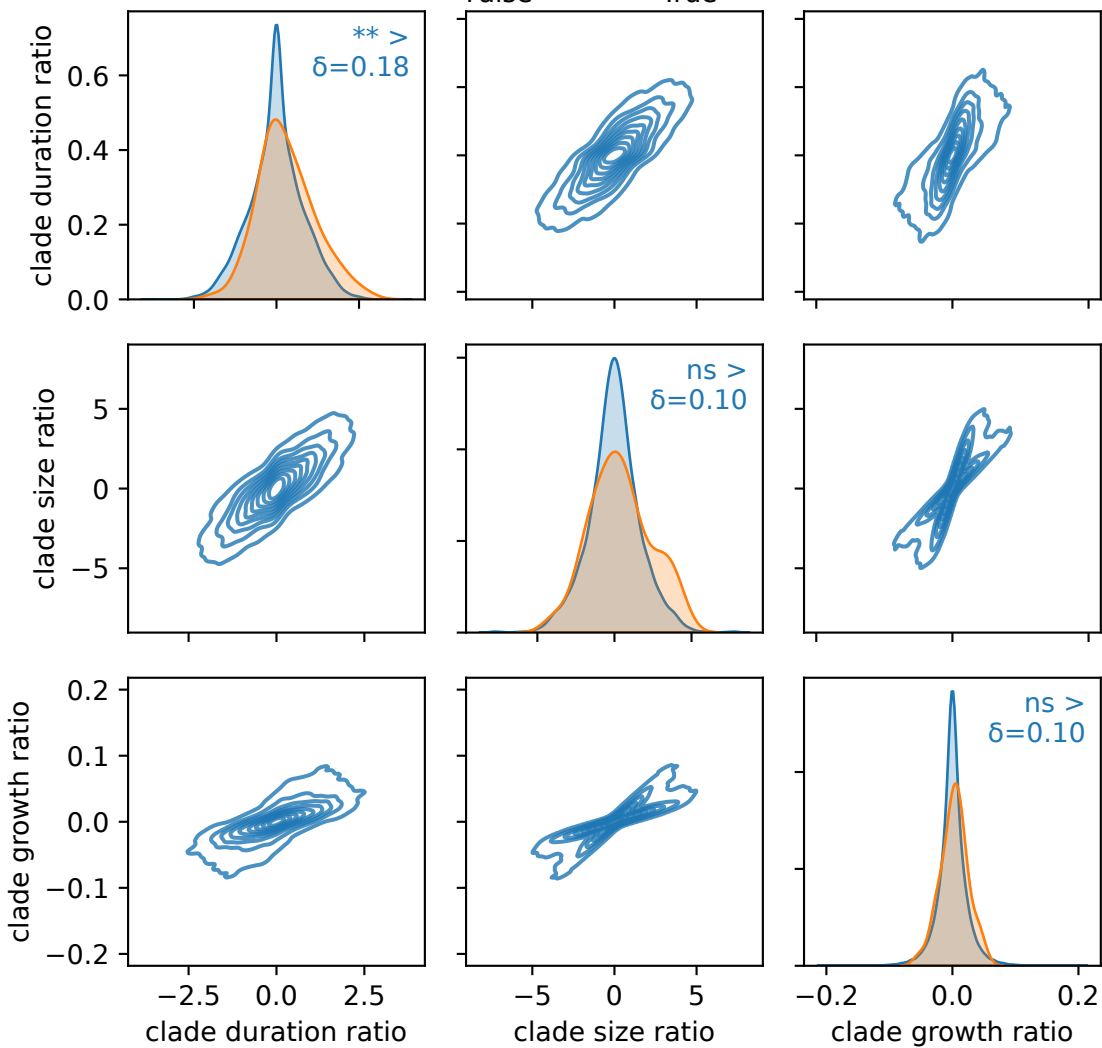 clade duration ratio
0.6
0.4
0.2
0.0
** >
δ=0.18
clade size ratio
5
0
−5
ns >
δ=0.10
clade growth ratio
0.2
0.1
0.0
−0.1
−0.2
ns >
δ=0.10
−2.5 0.0 2.5
−5 0 5
−0.2 0.0 0.2
clade duration ratio
clade size ratio
clade growth ratio